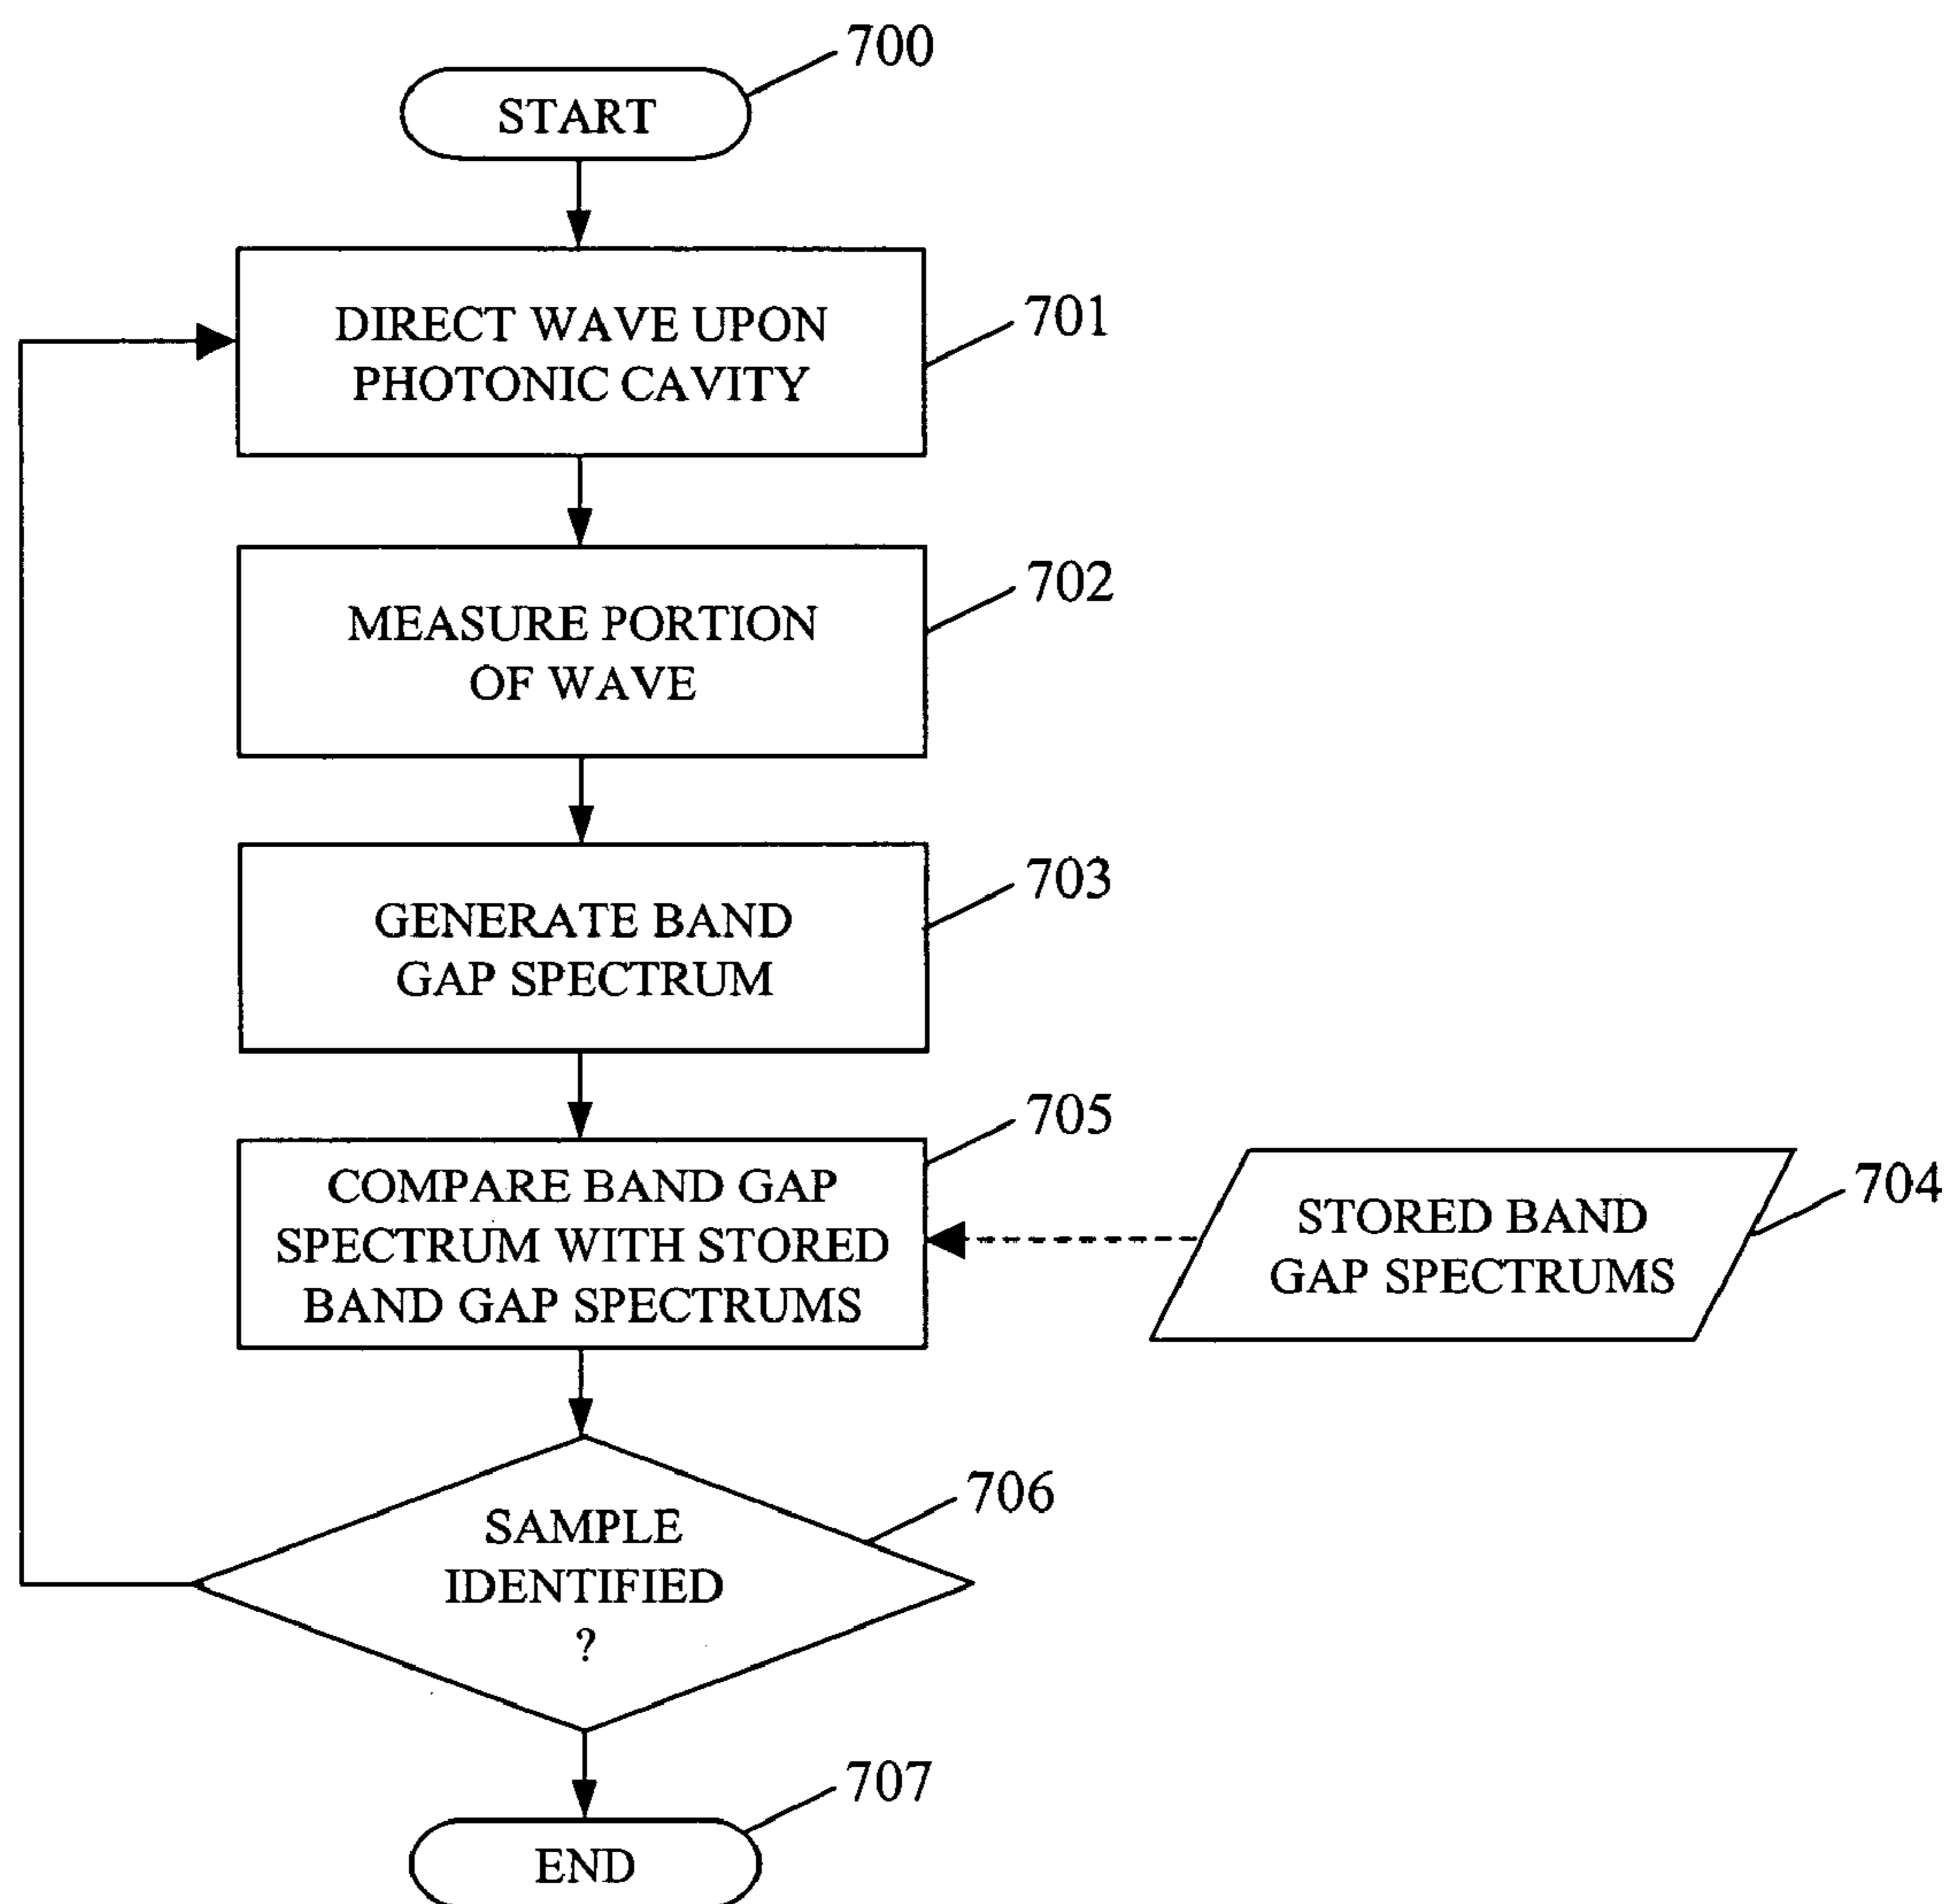 700
START
701
DIRECT WAVE UPON
PHOTONIC CAVITY
702
MEASURE PORTION
OF WAVE
703
GENERATE BAND
GAP SPECTRUM
705
COMPARE BAND GAP
SPECTRUM WITH STORED
BAND GAP SPECTRUMS
704
STORED BAND
GAP SPECTRUMS
706
SAMPLE
IDENTIFIED
?
707
END